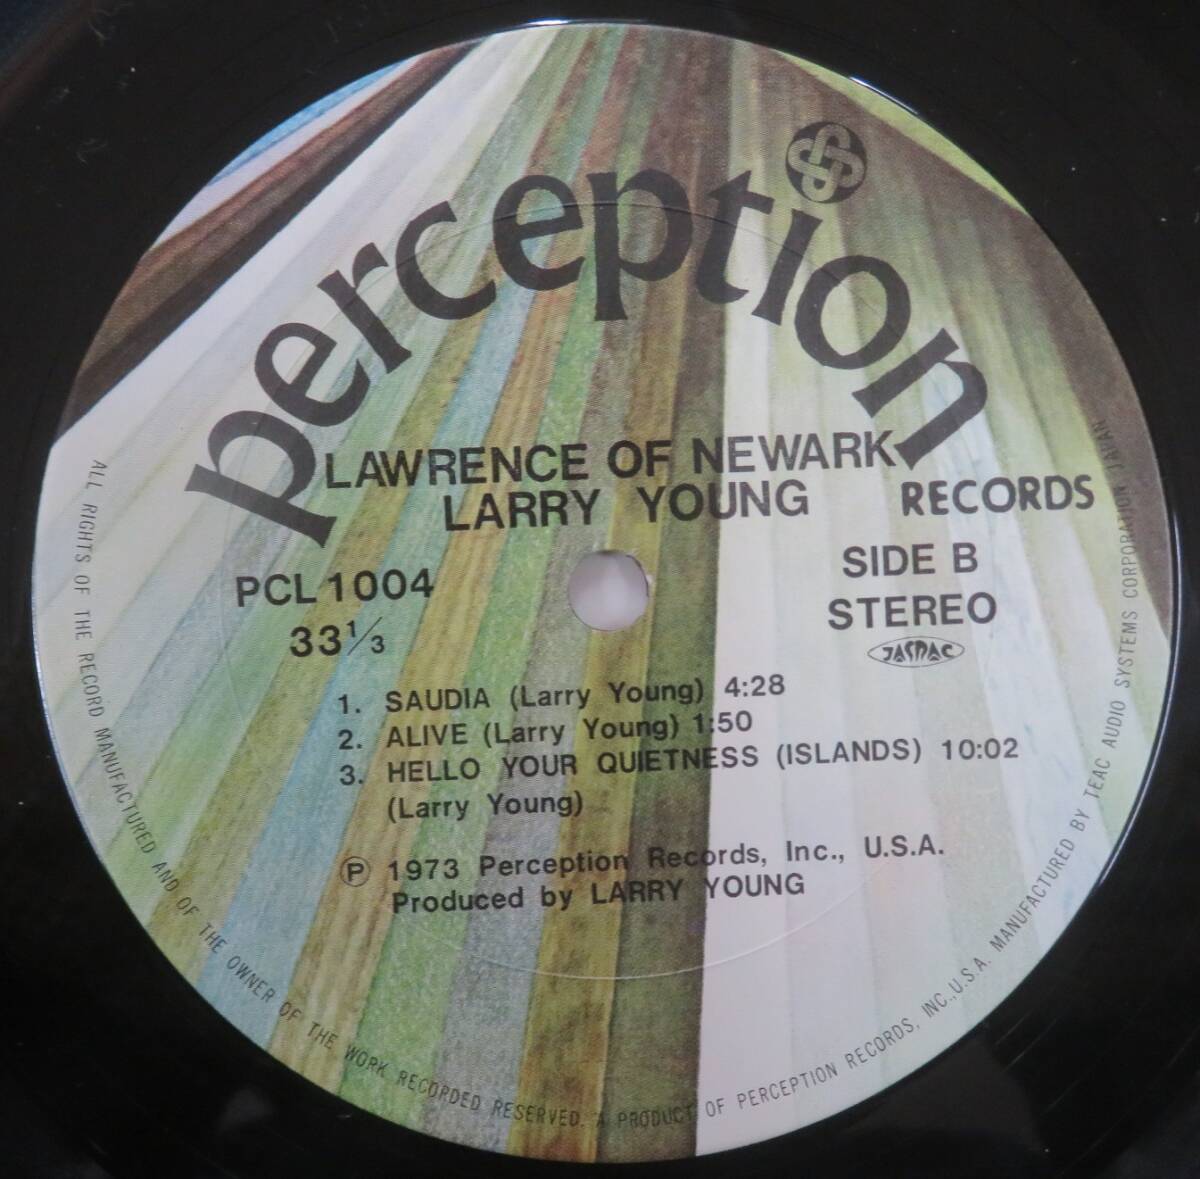 perception
LAWRENCE OF NEWARK
LARRY YOUNG
RECORDS
PCL 1004
33 1/3
SIDE B
STEREO
JASRAC
1. SAUDIA (Larry Young) 4:28
2. ALIVE (Larry Young) 1:50
3. HELLO YOUR QUIETNESS (ISLANDS) 10:02
(Larry Young)
Ⓟ 1973 Perception Records, Inc., U.S.A.
Produced by LARRY YOUNG
ALL RIGHTS OF THE RECORD MANUFACTURED AND OF THE OWNER OF THE WORK RECORDED RESERVED. A PRODUCT OF PERCEPTION RECORDS, INC., U.S.A. MANUFACTURED BY TEAC AUDIO SYSTEMS CORPORATION JAPAN